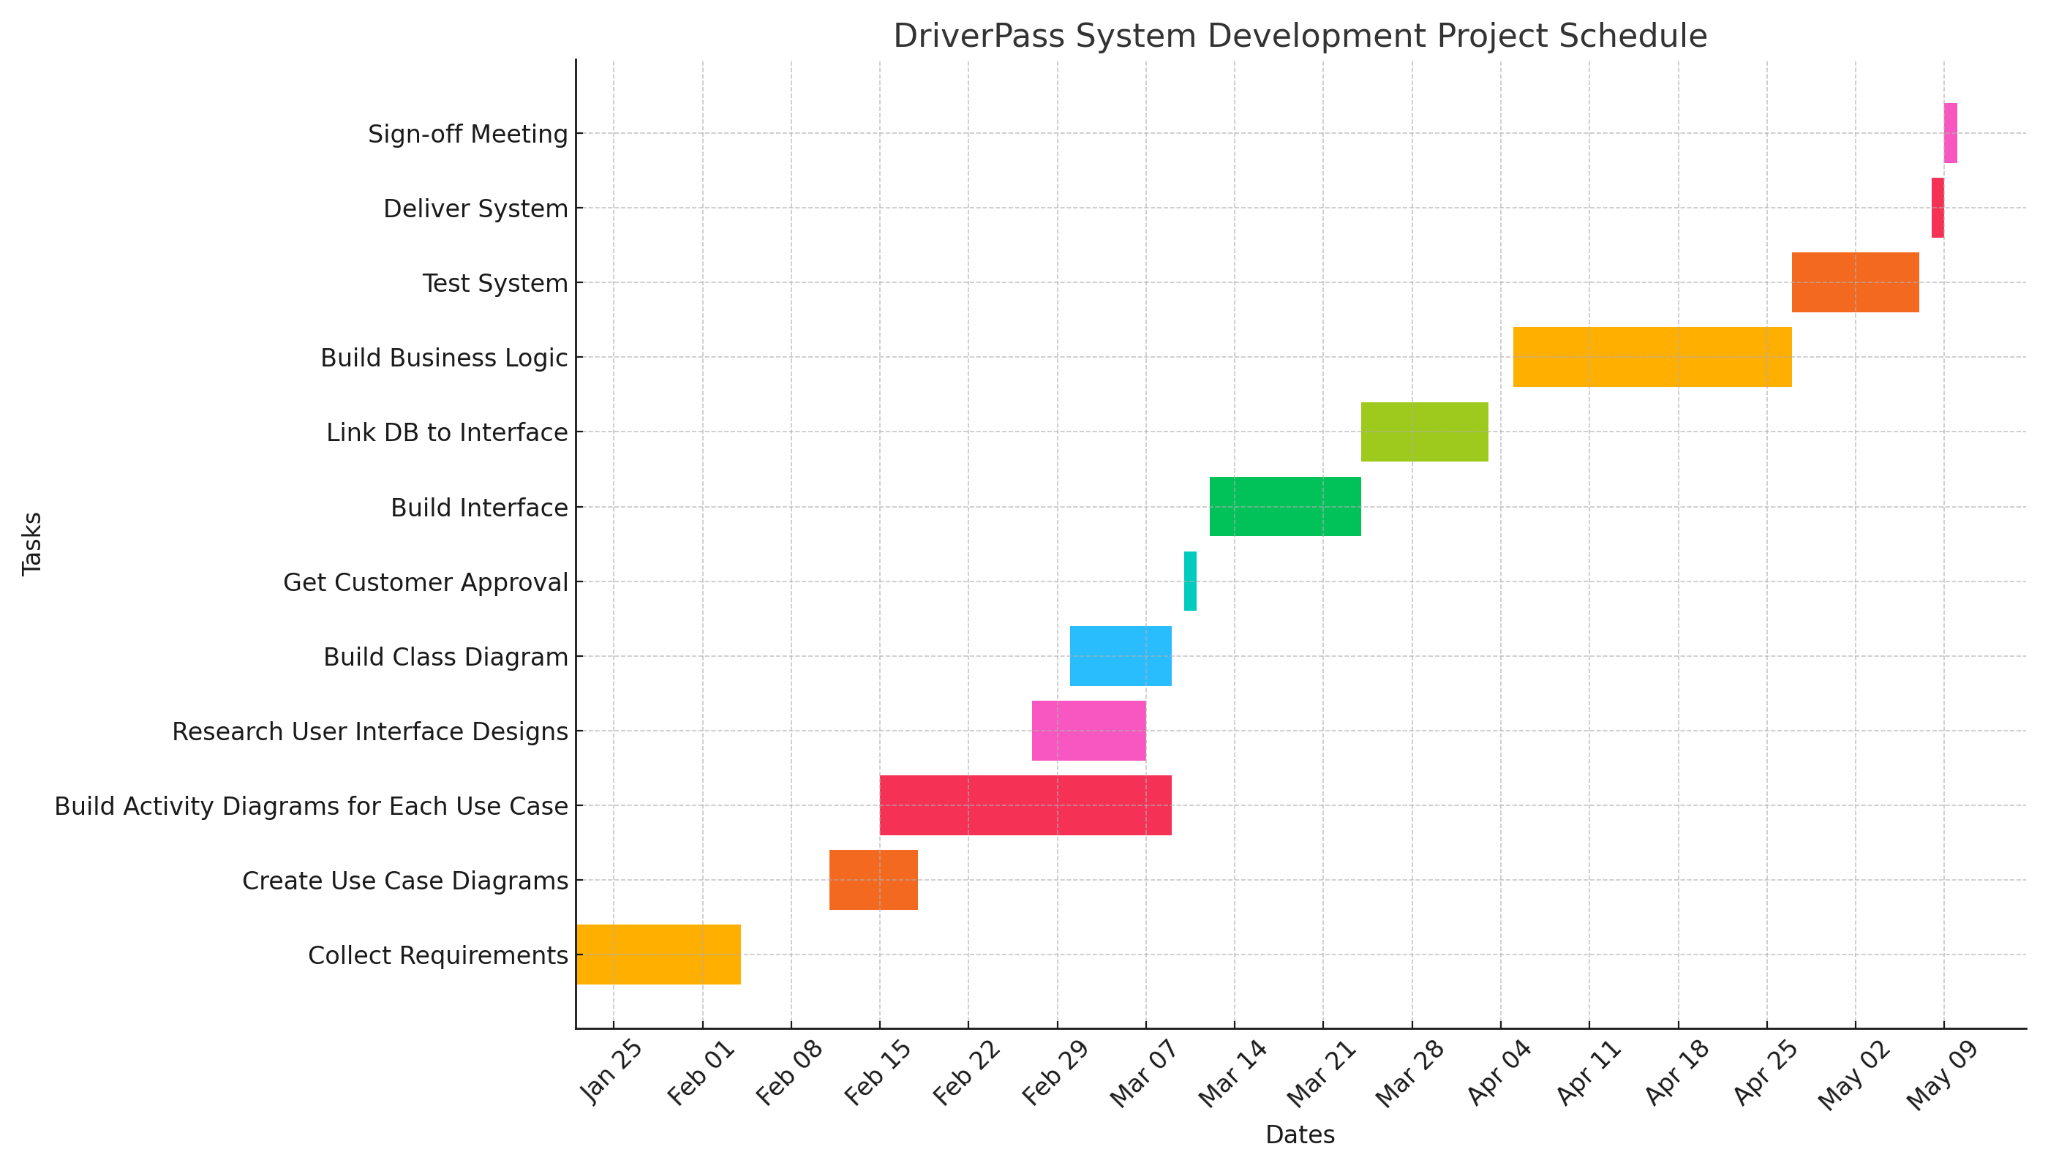 DriverPass System Development Project Schedule
Tasks
Sign-off Meeting
Deliver System
Test System
Build Business Logic
Link DB to Interface
Build Interface
Get Customer Approval
Build Class Diagram
Research User Interface Designs
Build Activity Diagrams for Each Use Case
Create Use Case Diagrams
Collect Requirements
Jan 25
Feb 01
Feb 08
Feb 15
Feb 22
Feb 29
Mar 07
Mar 14
Mar 21
Mar 28
Apr 04
Apr 11
Apr 18
Apr 25
May 02
May 09
Dates